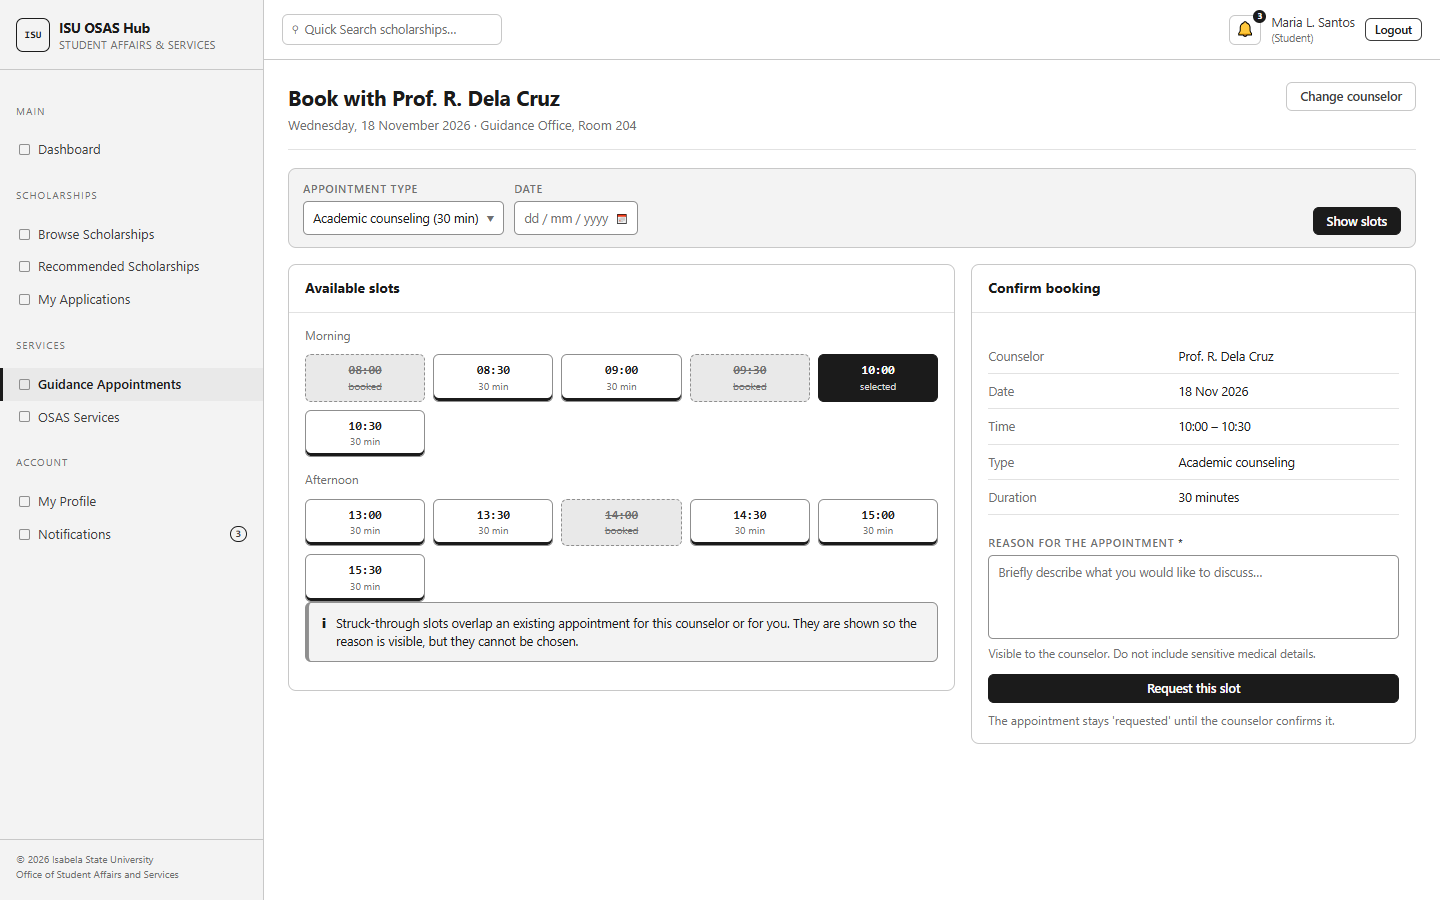 ISU
ISU OSAS Hub
STUDENT AFFAIRS & SERVICES
MAIN
Dashboard
SCHOLARSHIPS
Browse Scholarships
Recommended Scholarships
My Applications
SERVICES
Guidance Appointments
OSAS Services
ACCOUNT
My Profile
Notifications
3
© 2026 Isabela State University
Office of Student Affairs and Services
Quick Search scholarships...
3
Maria L. Santos
(Student)
Logout
Book with Prof. R. Dela Cruz
Wednesday, 18 November 2026 · Guidance Office, Room 204
Change counselor
APPOINTMENT TYPE
Academic counseling (30 min)
DATE
dd / mm / yyyy
Show slots
Available slots
Morning
08:00
booked
08:30
30 min
09:00
30 min
09:30
booked
10:00
selected
10:30
30 min
Afternoon
13:00
30 min
13:30
30 min
14:00
booked
14:30
30 min
15:00
30 min
15:30
30 min
i
Struck-through slots overlap an existing appointment for this counselor or for you. They are shown so the
reason is visible, but they cannot be chosen.
Confirm booking
Counselor Prof. R. Dela Cruz
Date 18 Nov 2026
Time 10:00 – 10:30
Type Academic counseling
Duration 30 minutes
REASON FOR THE APPOINTMENT *
Briefly describe what you would like to discuss...
Visible to the counselor. Do not include sensitive medical details.
Request this slot
The appointment stays 'requested' until the counselor confirms it.